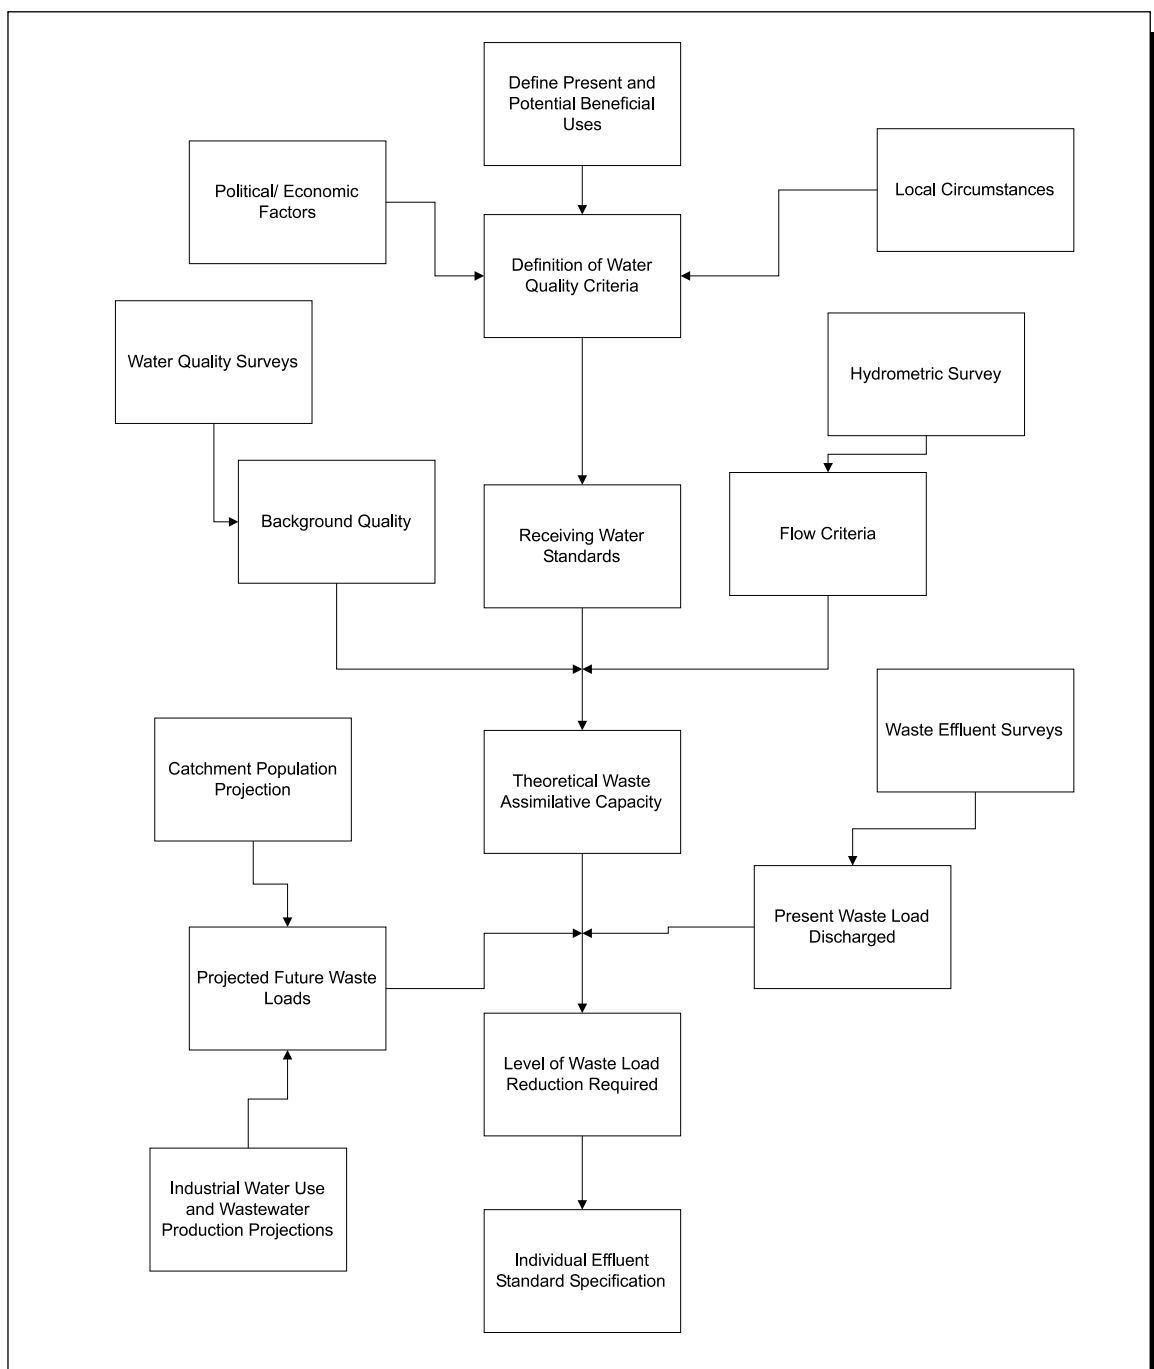 Define Present and
Potential Beneficial
Uses
Political/ Economic
Factors
Local Circumstances
Definition of Water
Quality Criteria
Water Quality Surveys
Hydrometric Survey
Background Quality
Receiving Water
Standards
Flow Criteria
Waste Effluent Surveys
Catchment Population
Projection
Theoretical Waste
Assimilative Capacity
Present Waste Load
Discharged
Projected Future Waste
Loads
Level of Waste Load
Reduction Required
Industrial Water Use
and Wastewater
Production Projections
Individual Effluent
Standard Specification